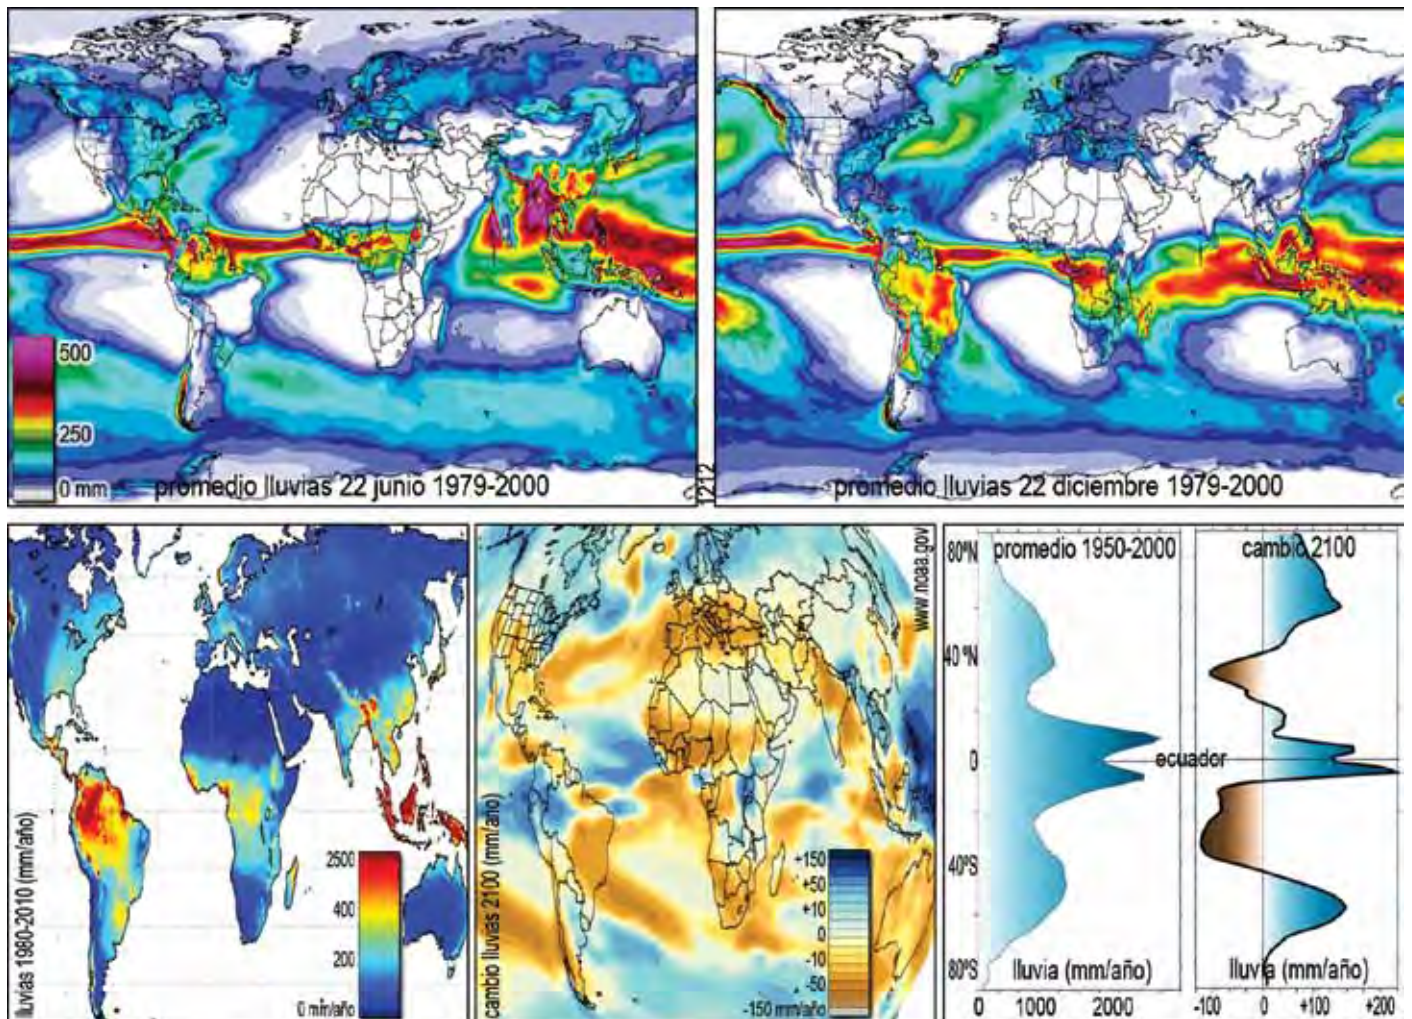 500
250
0 mm
promedio lluvias 22 junio 1979-2000
1212
promedio lluvias 22 diciembre 1979-2000
lluvias 1980-2010 (mm/año)
2500
400
200
0 mm/año
cambio lluvias 2100 (mm/año)
www.noaa.gov
+150
+50
+10
0
-10
-50
-150 mm/año
promedio 1950-2000
80ºN
40 ºN
0
40ºS
80ºS
ecuador
lluvia (mm/año)
0
1000
2000
cambio 2100
lluvia (mm/año)
-100
0
+100
+200